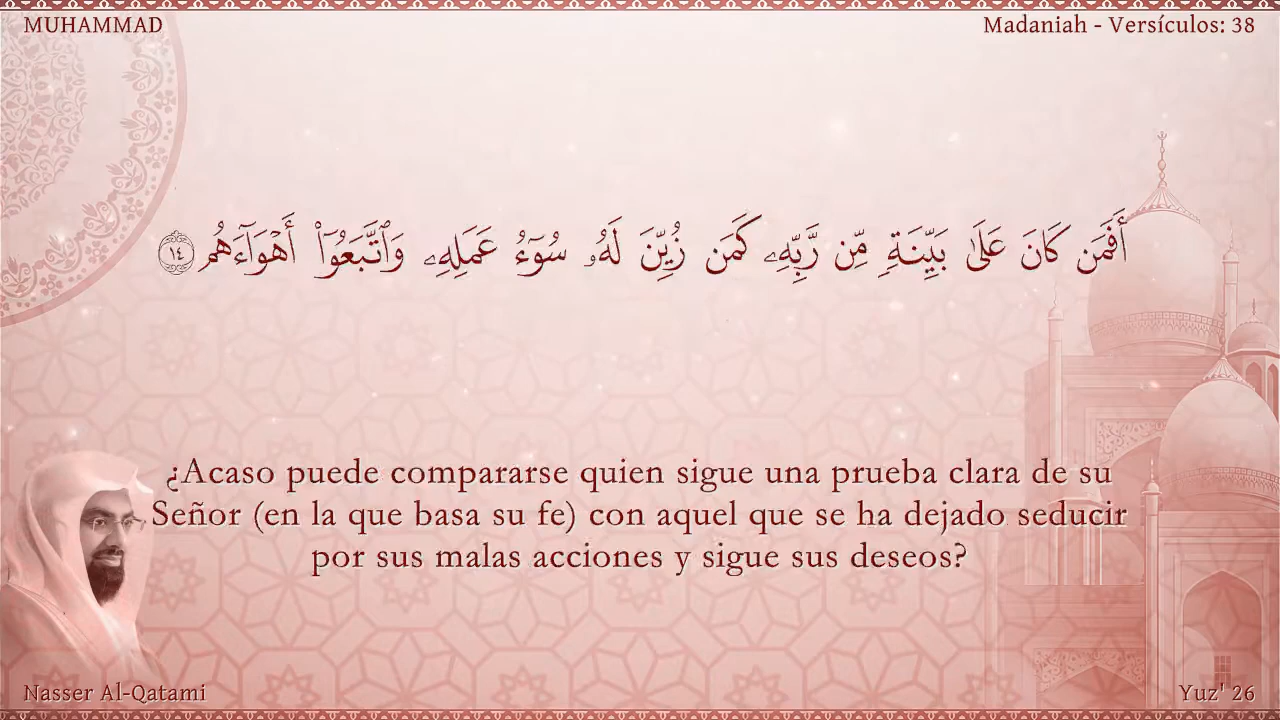 MUHAMMAD
Madaniah - Versículos: 38
أَفَمَن كَانَ عَلَىٰ بَيِّنَةٍ مِّن رَّبِّهِۦ كَمَن زُيِّنَ لَهُۥ سُوٓءُ عَمَلِهِۦ وَٱتَّبَعُوٓا۟ أَهْوَآءَهُم ١٤
¿Acaso puede compararse quien sigue una prueba clara de su
Señor (en la que basa su fe) con aquel que se ha dejado seducir
por sus malas acciones y sigue sus deseos?
Nasser Al-Qatami
Yuz' 26